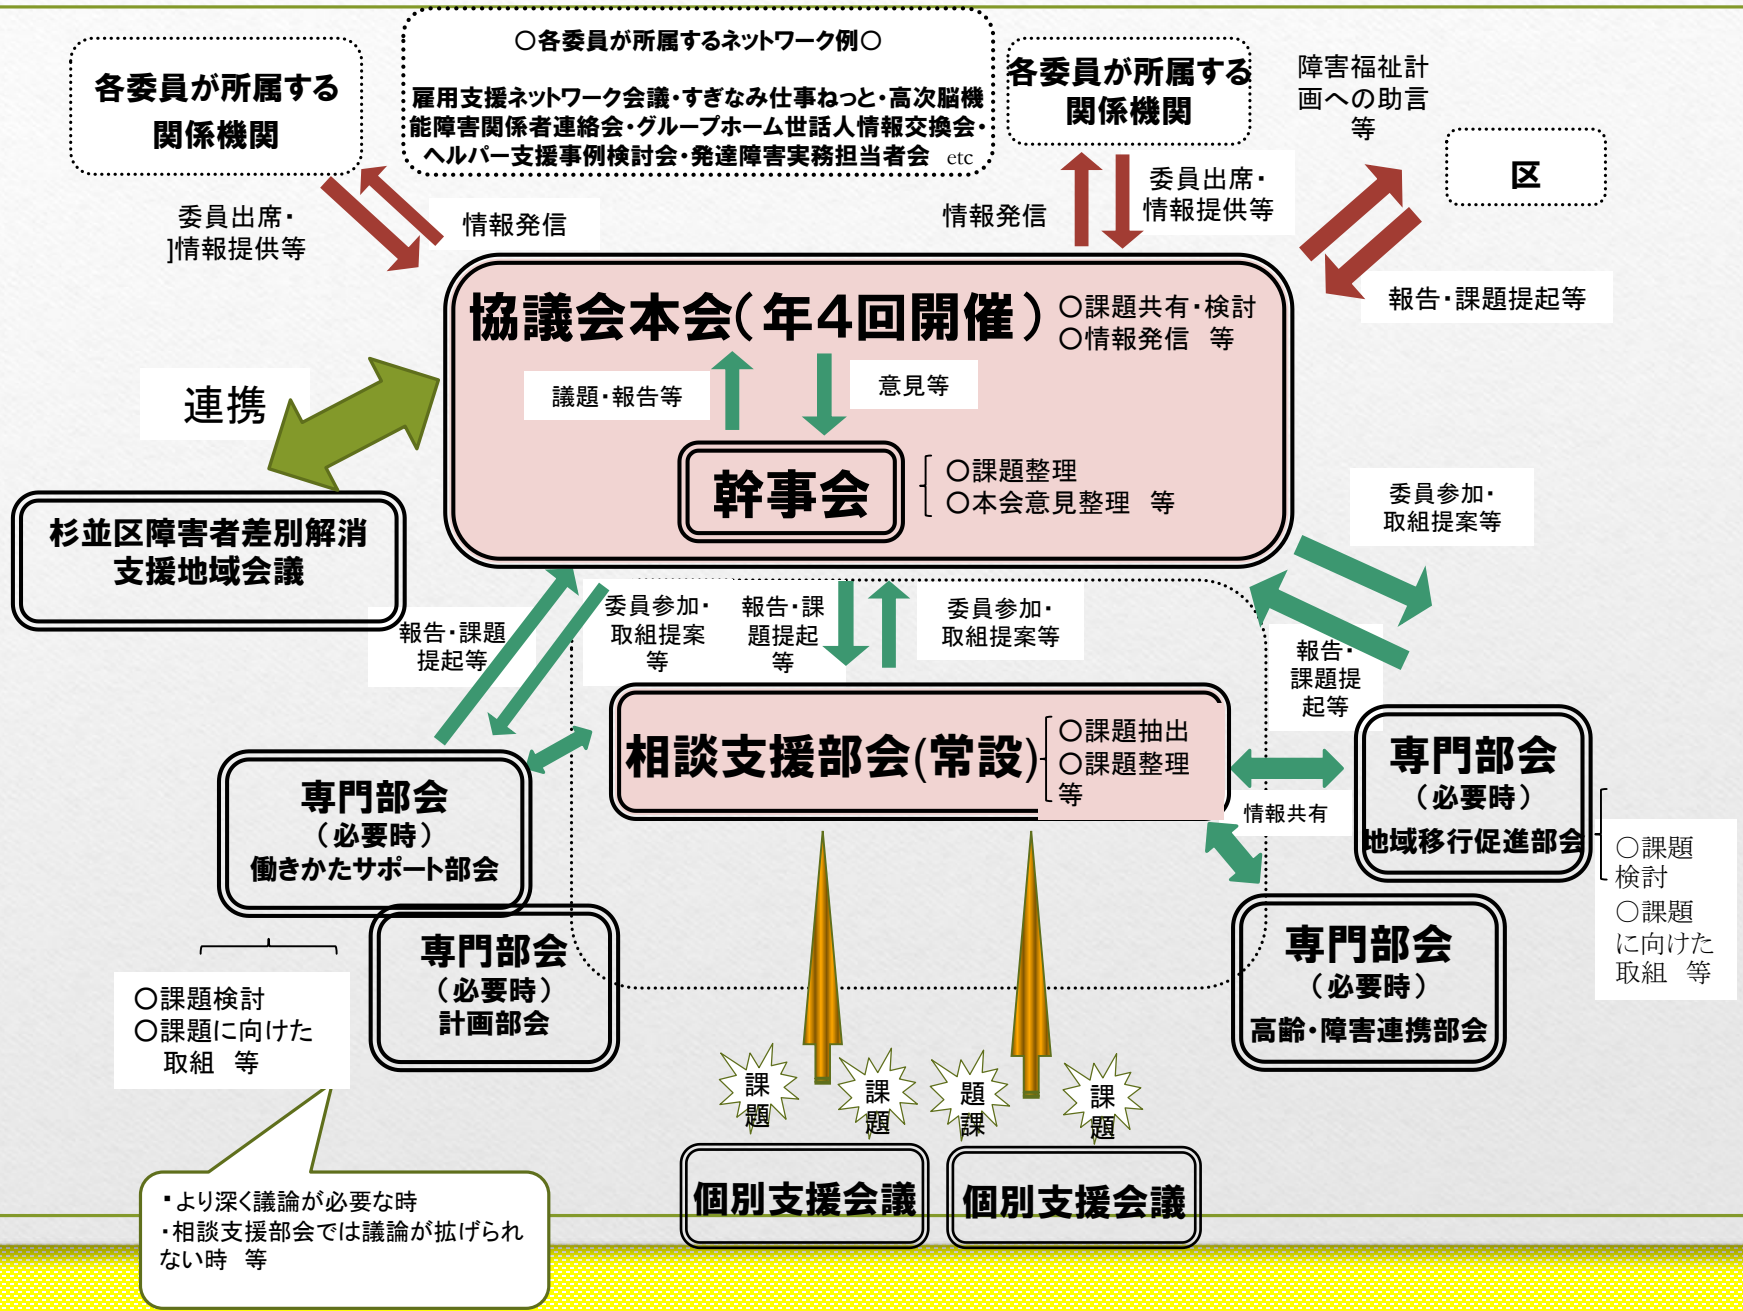 各委員が所属する
関係機関
〇各委員が所属するネットワーク例〇
雇用支援ネットワーク会議・すぎなみ仕事ねっと・高次脳機
能障害関係者連絡会・グループホーム世話人情報交換会・
ヘルパー支援事例検討会・発達障害実務担当者会　etc
各委員が所属する
関係機関
障害福祉計
画への助言
等
区
委員出席・
]情報提供等
情報発信
情報発信
委員出席・
情報提供等
報告・課題提起等
協議会本会(年4回開催)
〇課題共有・検討
〇情報発信　等
連携
議題・報告等
意見等
幹事会
〇課題整理
〇本会意見整理　等
委員参加・
取組提案等
杉並区障害者差別解消
支援地域会議
報告・課題
提起等
委員参加・
取組提案
等
報告・課
題提起
等
委員参加・
取組提案等
報告・
課題提
起等
相談支援部会(常設)
〇課題抽出
〇課題整理
等
情報共有
専門部会
（必要時）
働きかたサポート部会
専門部会
（必要時）
地域移行促進部会
〇課題
検討
〇課題
に向けた
取組　等
専門部会
（必要時）
計画部会
専門部会
（必要時）
高齢・障害連携部会
〇課題検討
〇課題に向けた
取組　等
課
題
課
題
題
課
課
題
個別支援会議
個別支援会議
・より深く議論が必要な時
・相談支援部会では議論が拡げられ
ない時　等